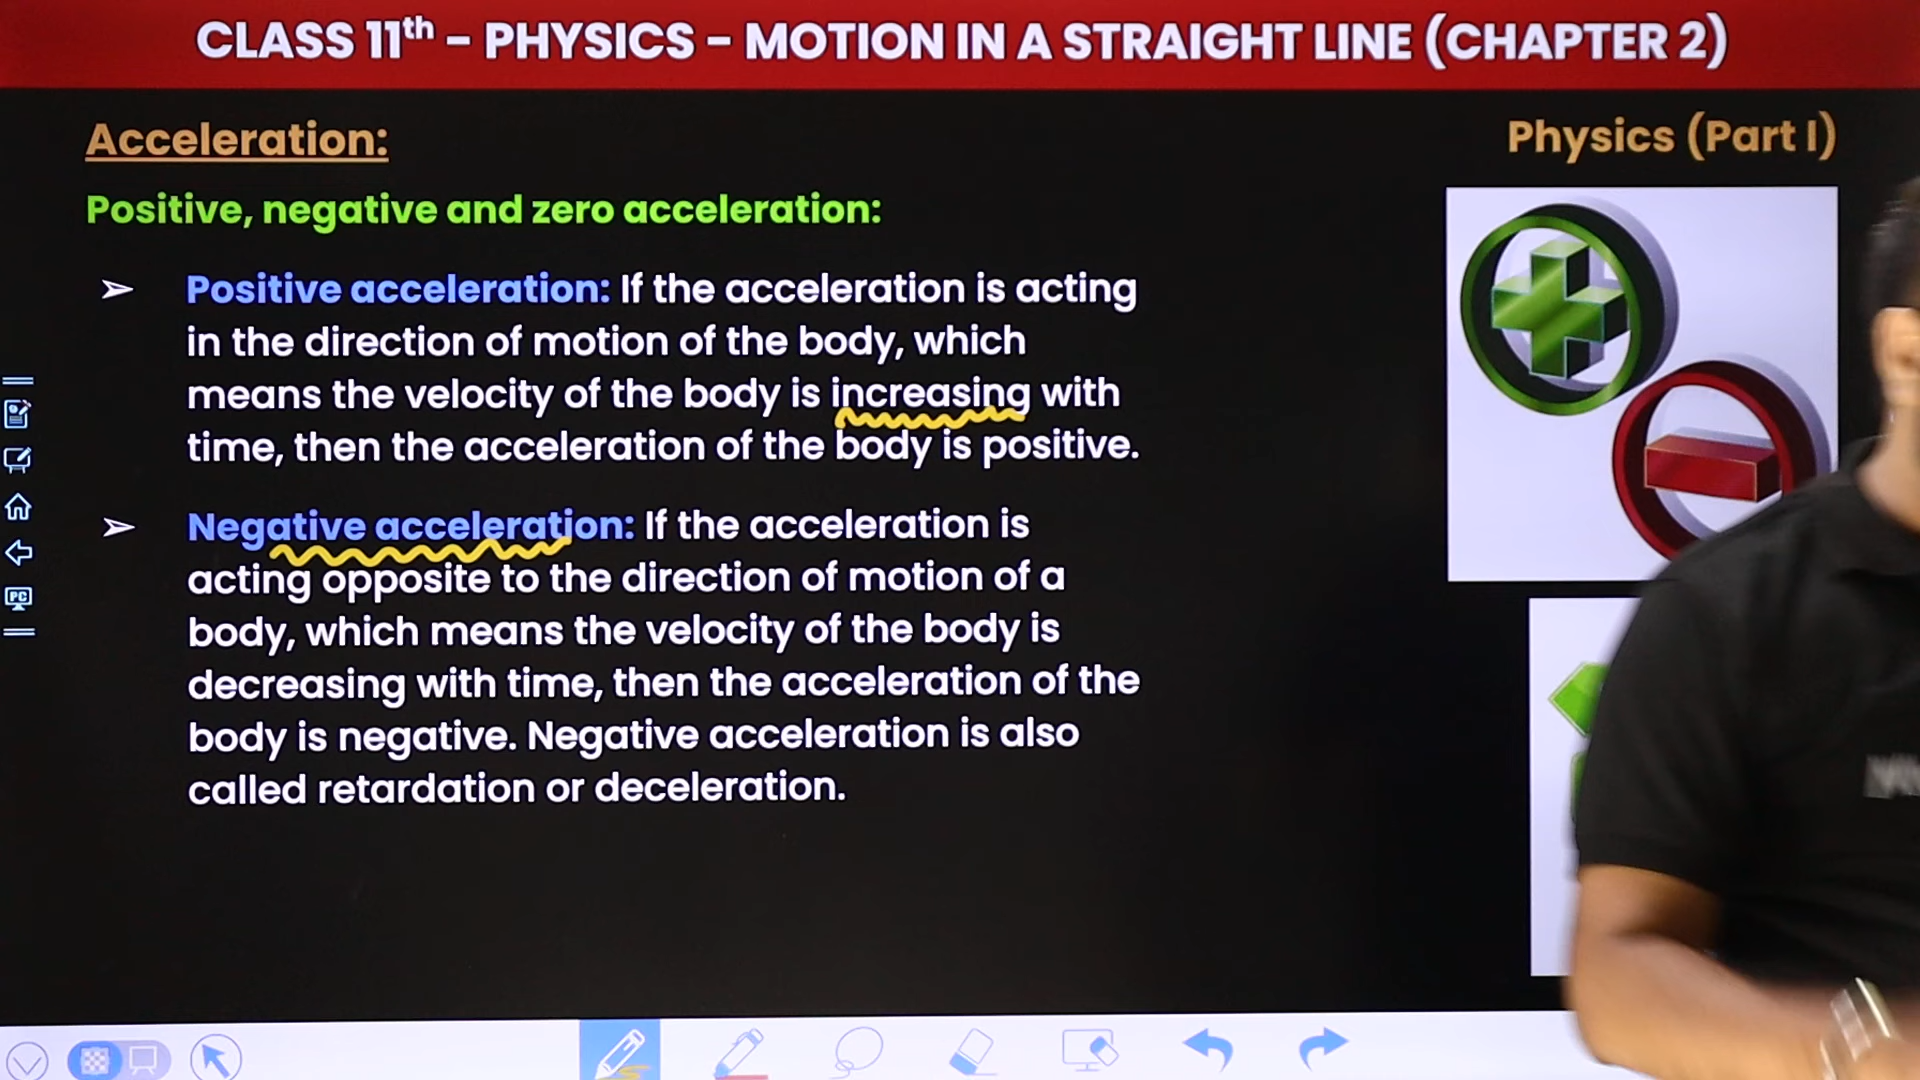 CLASS 11th - PHYSICS - MOTION IN A STRAIGHT LINE (CHAPTER 2)
Acceleration:
Physics (Part I)
Positive, negative and zero acceleration:
➢ Positive acceleration: If the acceleration is acting
in the direction of motion of the body, which
means the velocity of the body is increasing with
time, then the acceleration of the body is positive.
➢ Negative acceleration: If the acceleration is
acting opposite to the direction of motion of a
body, which means the velocity of the body is
decreasing with time, then the acceleration of the
body is negative. Negative acceleration is also
called retardation or deceleration.
PC